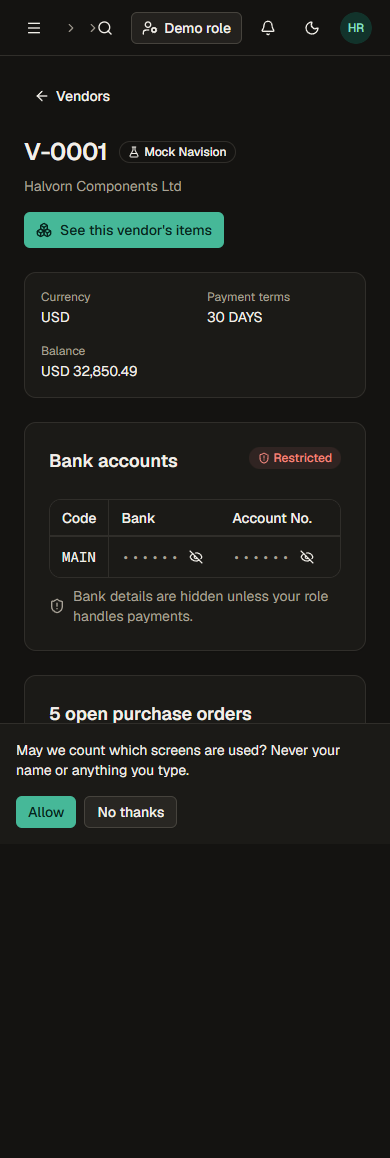 Demo role
HR
Vendors
V-0001
Mock Navision
Halvorn Components Ltd
See this vendor's items
Currency
Payment terms
USD
30 DAYS
Balance
USD 32,850.49
Bank accounts
Restricted
Code
Bank
Account No.
MAIN
••••••
••••••
Bank details are hidden unless your role
handles payments.
5 open purchase orders
May we count which screens are used? Never your
name or anything you type.
Allow
No thanks